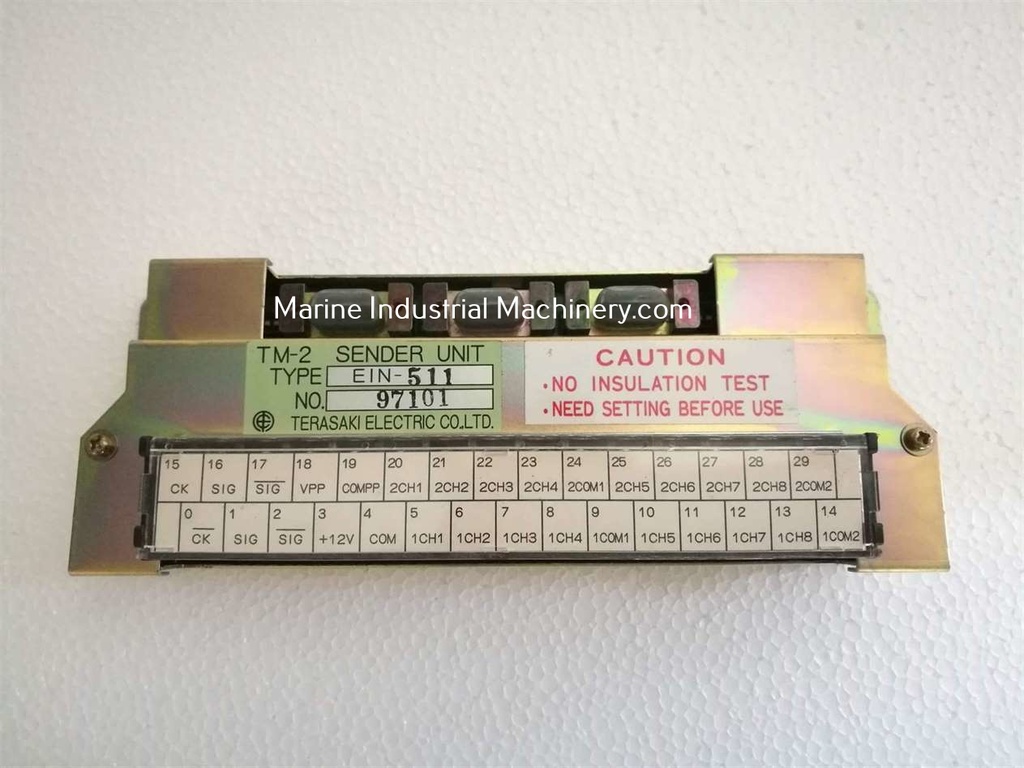 Marine Industrial Machinery.com
TM-2 SENDER UNIT
TYPE EIN-511
NO. 97101
TERASAKI ELECTRIC CO.,LTD.
CAUTION
•NO INSULATION TEST
•NEED SETTING BEFORE USE
15 16 17 18 19 20 21 22 23 24 25 26 27 28 29
CK SIG SIG VPP COMPP 2CH1 2CH2 2CH3 2CH4 2COM1 2CH5 2CH6 2CH7 2CH8 2COM2
0 1 2 3 4 5 6 7 8 9 10 11 12 13 14
CK SIG SIG +12V COM 1CH1 1CH2 1CH3 1CH4 1COM1 1CH5 1CH6 1CH7 1CH8 1COM2